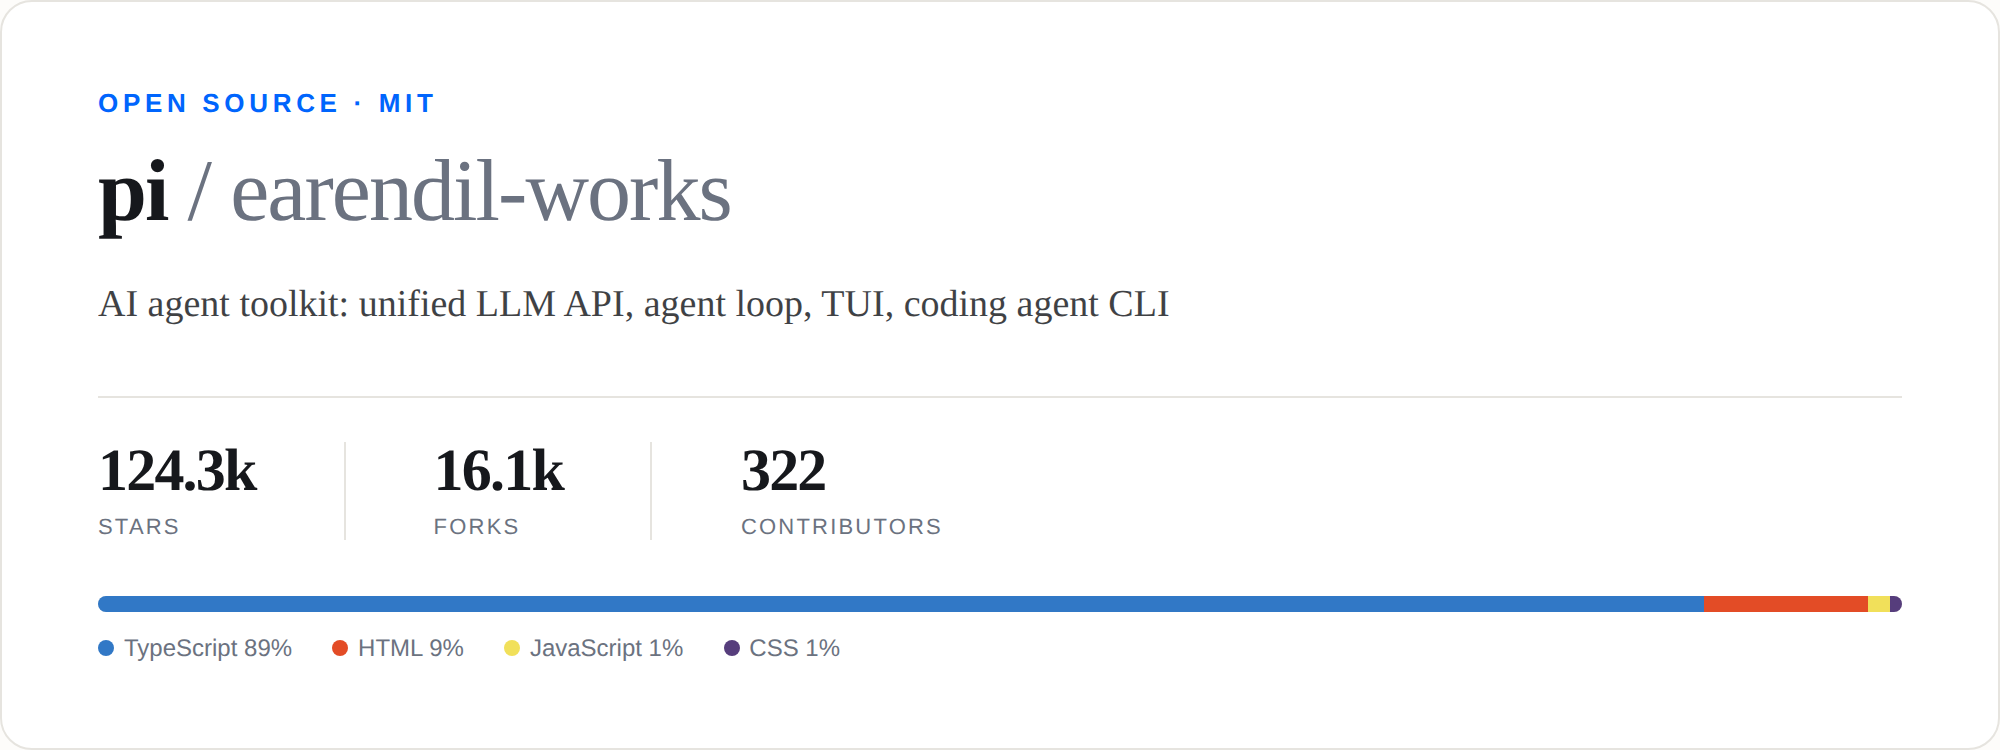 OPEN SOURCE · MIT
pi / earendil-works
AI agent toolkit: unified LLM API, agent loop, TUI, coding agent CLI
124.3k 16.1k 322
STARS FORKS CONTRIBUTORS
TypeScript 89% HTML 9% JavaScript 1% CSS 1%